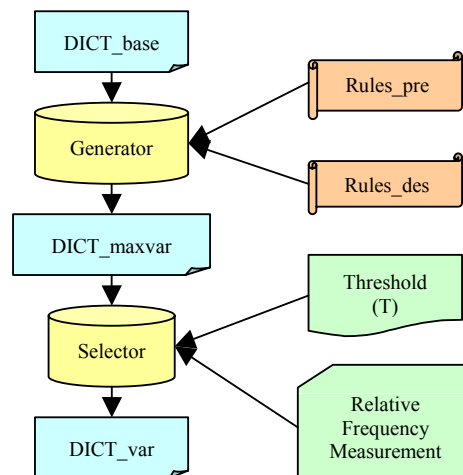 DICT_base
Rules_pre
Generator
Rules_des
DICT_maxvar
Threshold
(T)
Selector
Relative
Frequency
Measurement
DICT_var